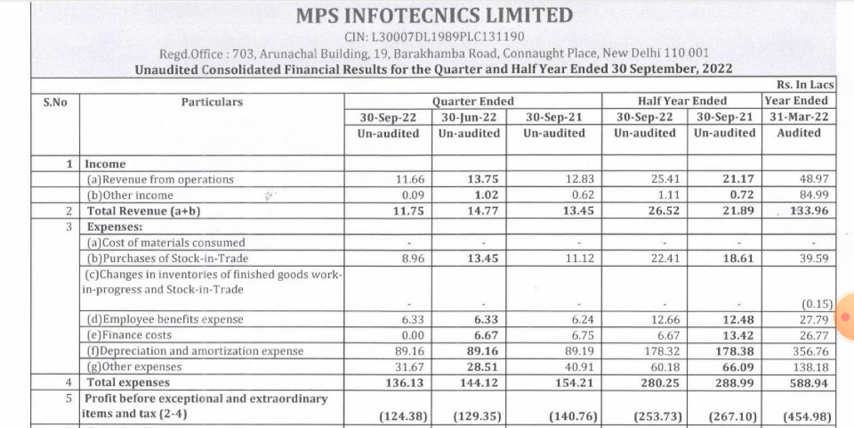 MPS INFOTECNICS LIMITED
CIN: L30007DL1989PLC131190
Regd.Office : 703, Arunachal Building, 19, Barakhamba Road, Connaught Place, New Delhi 110 001
Unaudited Consolidated Financial Results for the Quarter and Half Year Ended 30 September, 2022
Rs. In Lacs
S.No Particulars Quarter Ended Half Year Ended Year Ended
30-Sep-22 30-Jun-22 30-Sep-21 30-Sep-22 30-Sep-21 31-Mar-22
Un-audited Un-audited Un-audited Un-audited Un-audited Audited
1 Income
(a)Revenue from operations 11.66 13.75 12.83 25.41 21.17 48.97
(b)Other income 0.09 1.02 0.62 1.11 0.72 84.99
2 Total Revenue (a+b) 11.75 14.77 13.45 26.52 21.89 133.96
3 Expenses:
(a)Cost of materials consumed - - - - - -
(b)Purchases of Stock-in-Trade 8.96 13.45 11.12 22.41 18.61 39.59
(c)Changes in inventories of finished goods work-
in-progress and Stock-in-Trade
- - - - - (0.15)
(d)Employee benefits expense 6.33 6.33 6.24 12.66 12.48 27.79
(e)Finance costs 0.00 6.67 6.75 6.67 13.42 26.77
(f)Depreciation and amortization expense 89.16 89.16 89.19 178.32 178.38 356.76
(g)Other expenses 31.67 28.51 40.91 60.18 66.09 138.18
4 Total expenses 136.13 144.12 154.21 280.25 288.99 588.94
5 Profit before exceptional and extraordinary
items and tax (2-4) (124.38) (129.35) (140.76) (253.73) (267.10) (454.98)